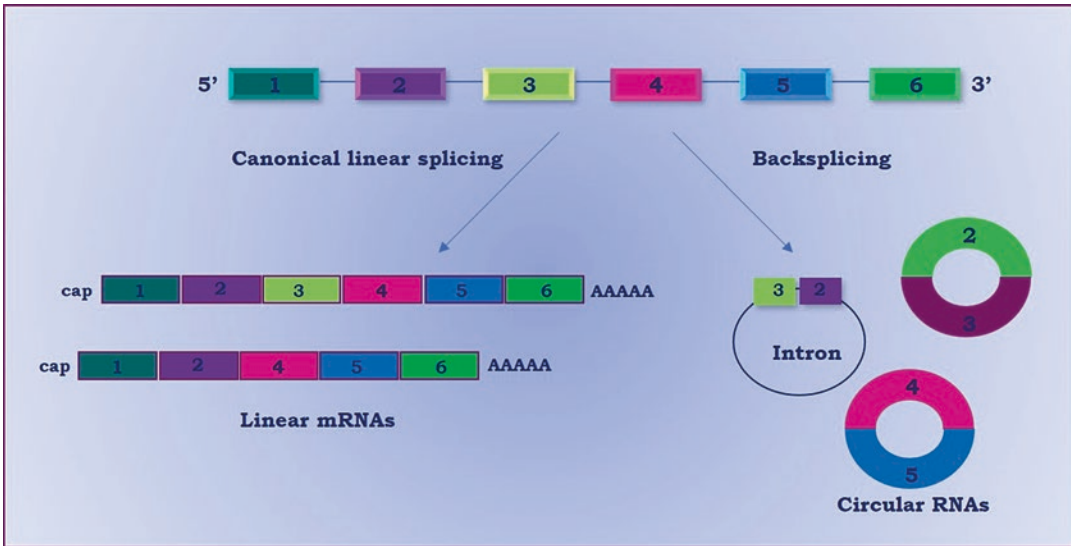 5’ 1 2 3 4 5 6 3’
Canonical linear splicing
Backsplicing
cap 1 2 3 4 5 6 AAAAA
cap 1 2 4 5 6 AAAAA
Linear mRNAs
3 2
Intron
2
3
4
5
Circular RNAs